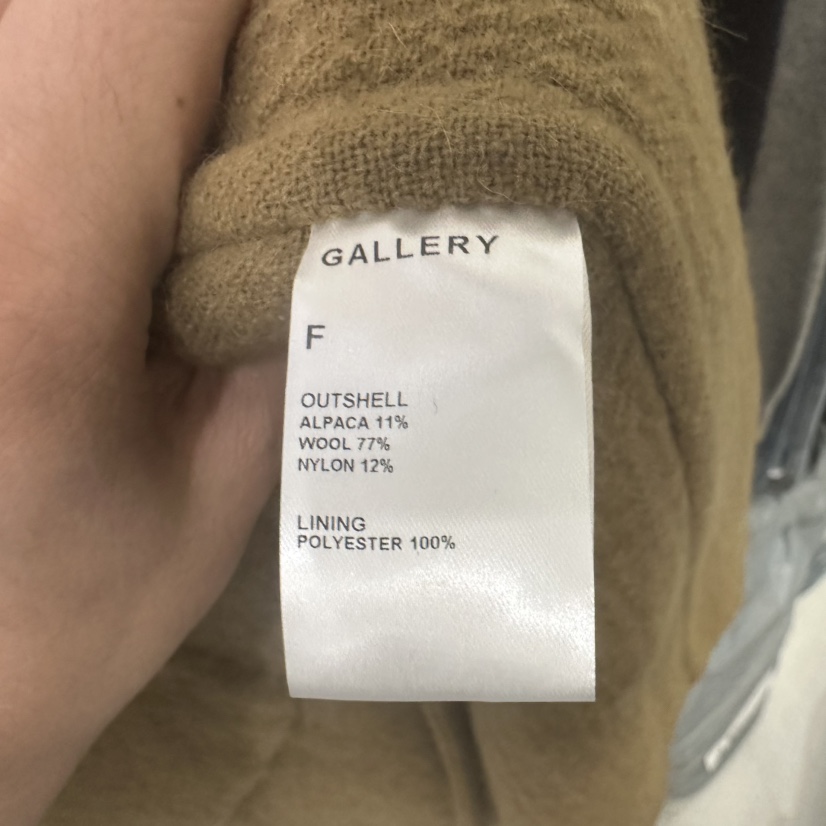 GALLERY
F
OUTSHELL
ALPACA 11%
WOOL 77%
NYLON 12%
LINING
POLYESTER 100%